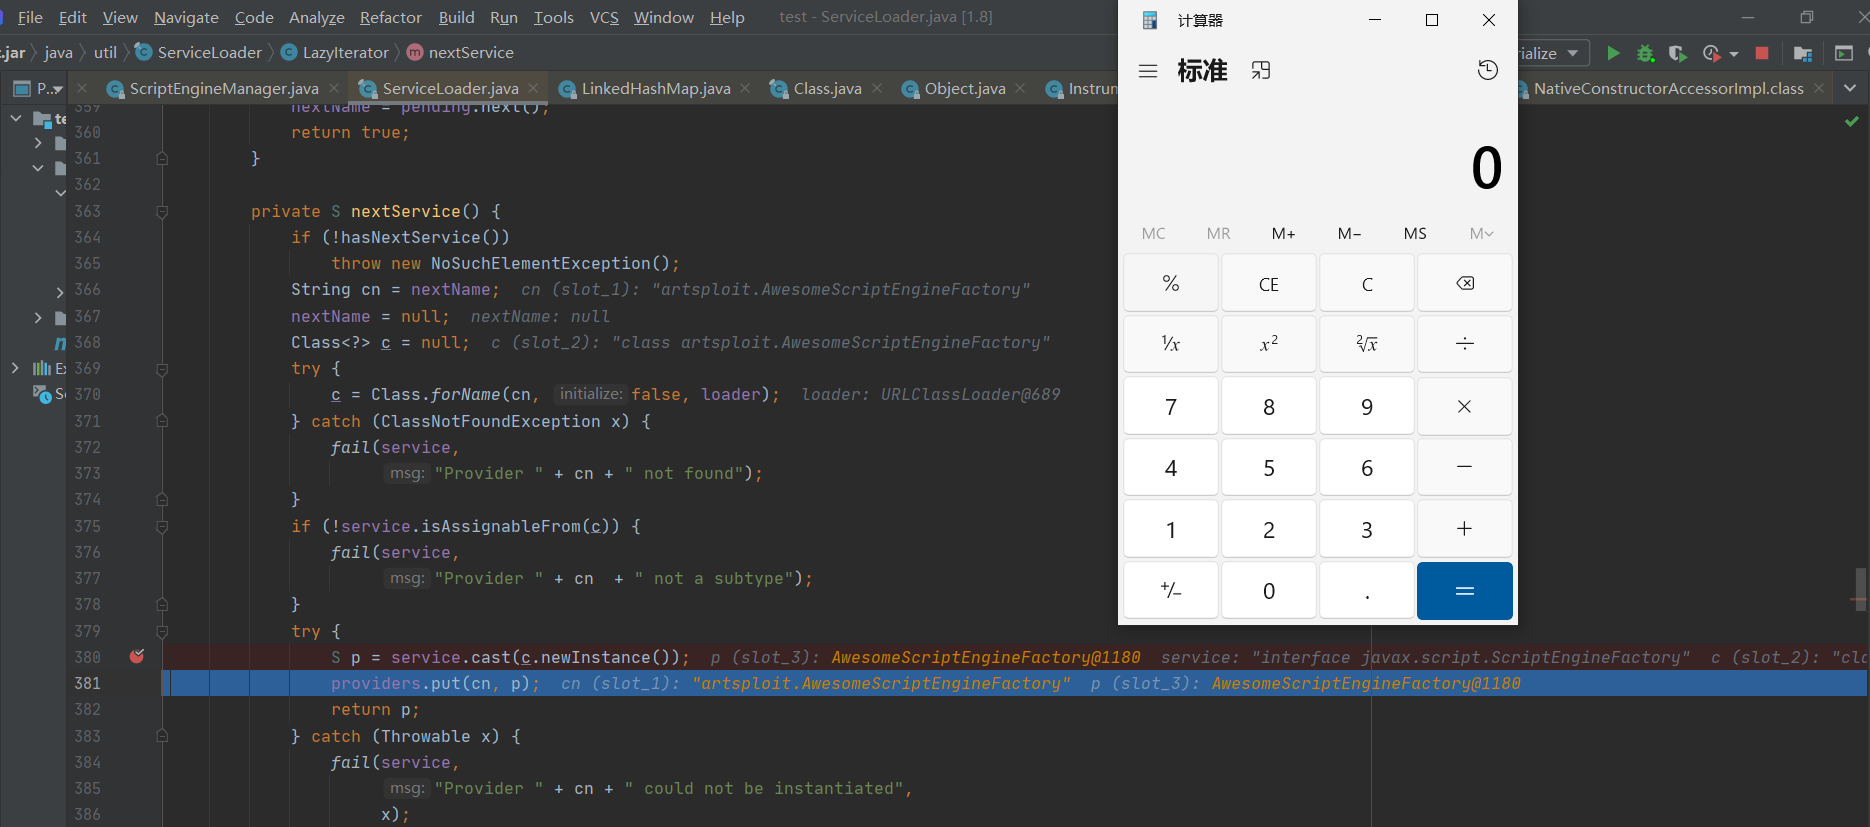 File Edit View Navigate Code Analyze Refactor Build Run Tools VCS Window Help test - ServiceLoader.java [1.8]
.jar java util ServiceLoader LazyIterator nextService
ialize
P... ScriptEngineManager.java ServiceLoader.java LinkedHashMap.java Class.java Object.java Instrun NativeConstructorAccessorImpl.class
te
Ex
Sc
359 nextName = pending.next();
360 return true;
361 }
362
363 private S nextService() {
364 if (!hasNextService())
365 throw new NoSuchElementException();
366 String cn = nextName; cn (slot_1): "artsploit.AwesomeScriptEngineFactory"
367 nextName = null; nextName: null
368 Class<?> c = null; c (slot_2): "class artsploit.AwesomeScriptEngineFactory"
369 try {
370 c = Class.forName(cn, initialize: false, loader); loader: URLClassLoader@689
371 } catch (ClassNotFoundException x) {
372 fail(service,
373 msg: "Provider " + cn + " not found");
374 }
375 if (!service.isAssignableFrom(c)) {
376 fail(service,
377 msg: "Provider " + cn + " not a subtype");
378 }
379 try {
380 S p = service.cast(c.newInstance()); p (slot_3): AwesomeScriptEngineFactory@1180 service: "interface javax.script.ScriptEngineFactory" c (slot_2): "cla
381 providers.put(cn, p); cn (slot_1): "artsploit.AwesomeScriptEngineFactory" p (slot_3): AwesomeScriptEngineFactory@1180
382 return p;
383 } catch (Throwable x) {
384 fail(service,
385 msg: "Provider " + cn + " could not be instantiated",
386 x);
计算器
标准
0
MC MR M+ M− MS M˅
% CE C
¹/x x² ²√x ÷
7 8 9 ×
4 5 6 −
1 2 3 +
+/− 0 . =